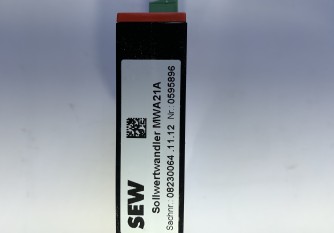 SEW
Sollwertwandler MWA21A
Sachnr: 08230064 .11.12 Nr: 0595896